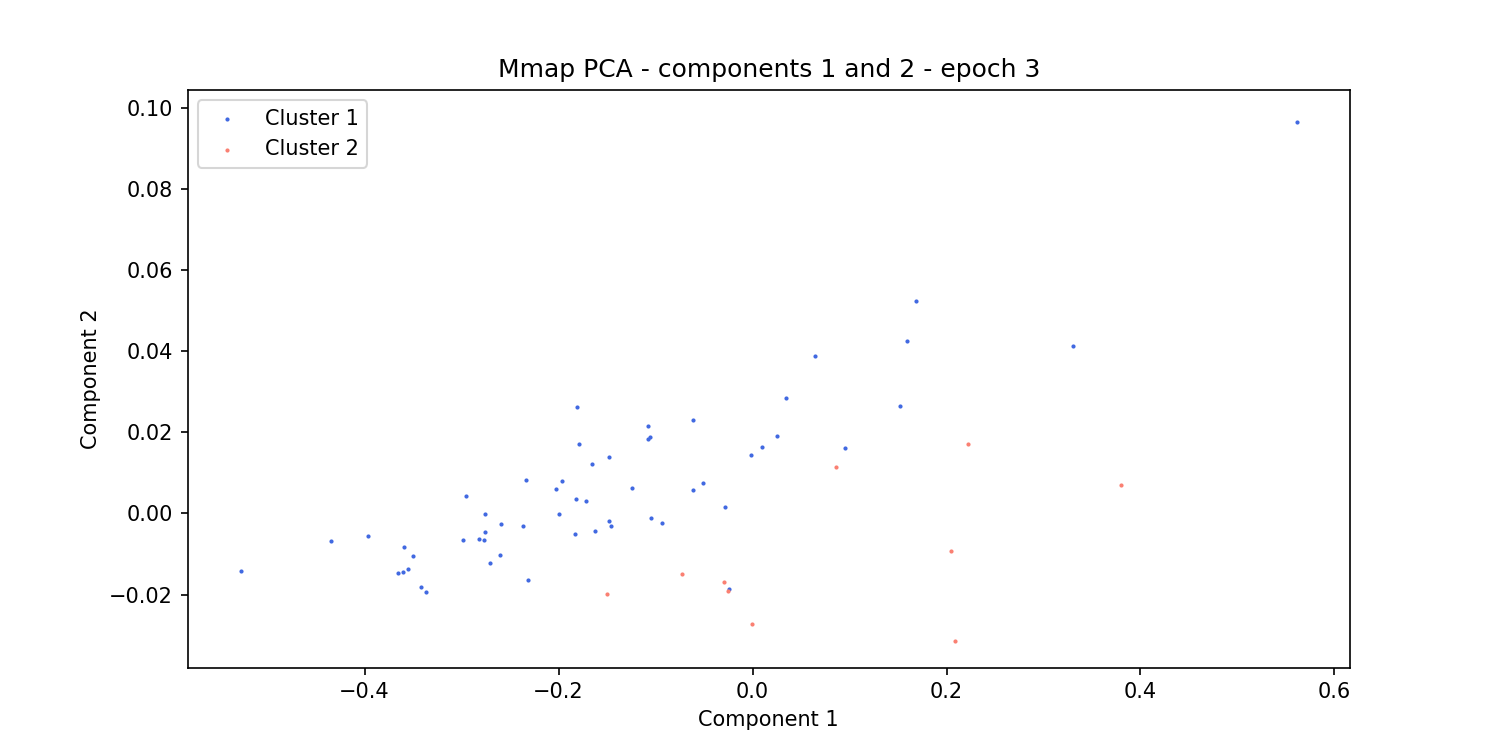 Mmap PCA - components 1 and 2 - epoch 3
Cluster 1
Cluster 2
0.10
0.08
0.06
0.04
0.02
0.00
−0.02
Component 2
−0.4
−0.2
0.0
0.2
0.4
0.6
Component 1